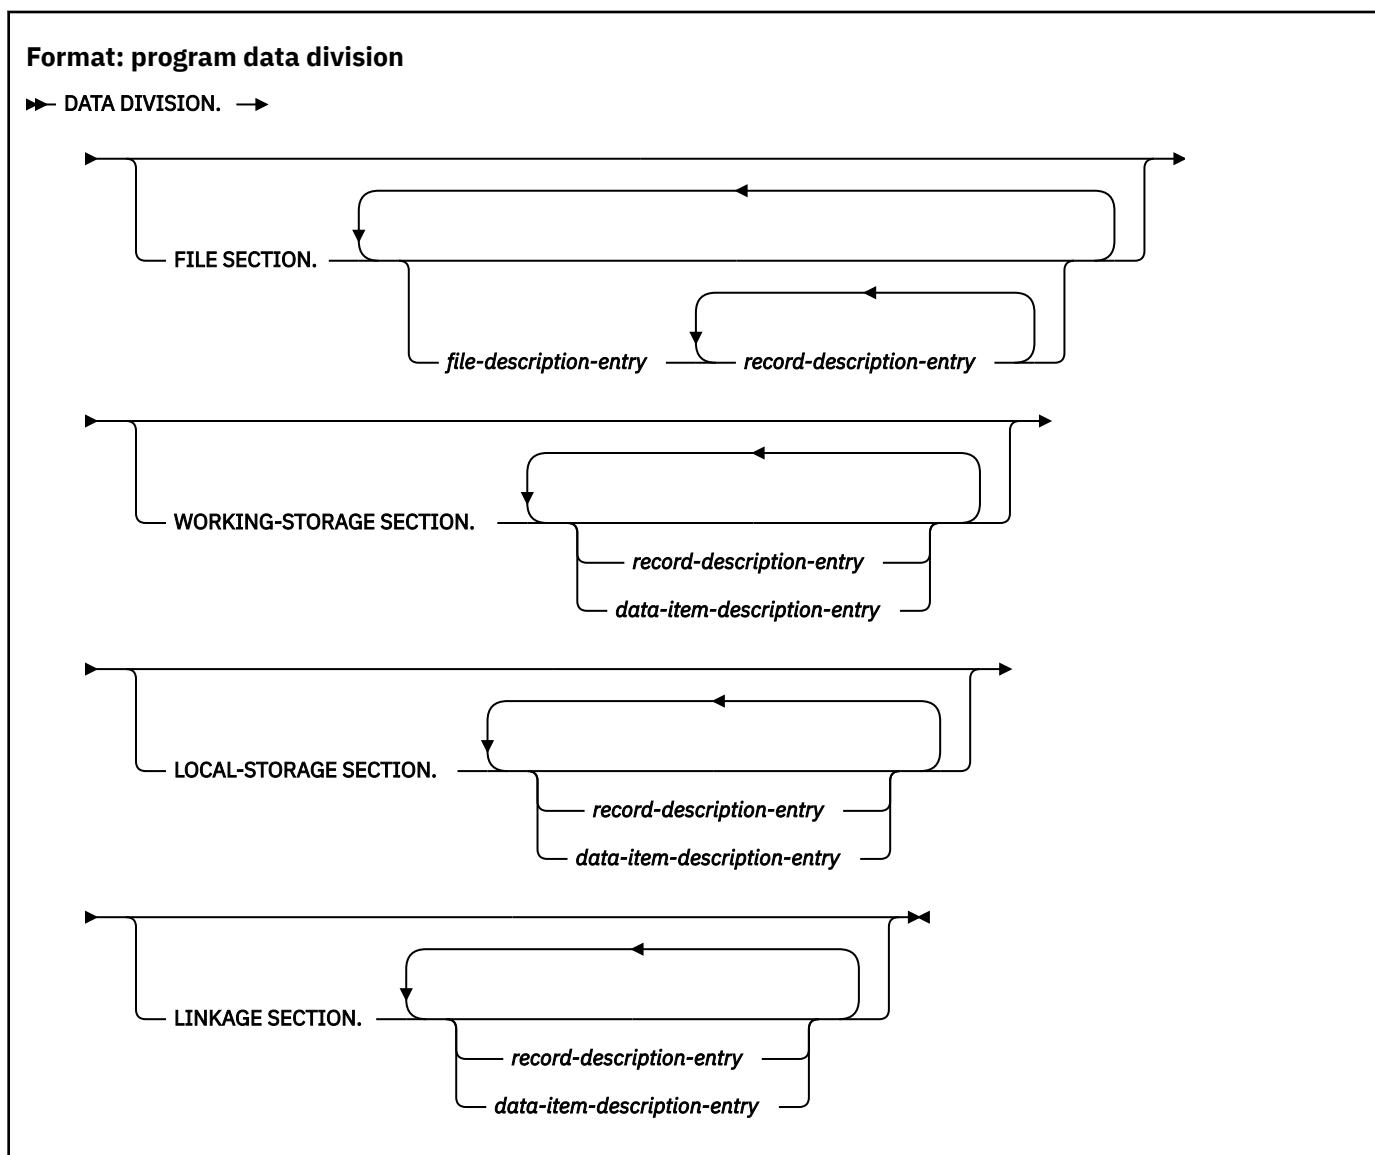 Format: program data division
DATA DIVISION.
FILE SECTION.
file-description-entry record-description-entry
WORKING-STORAGE SECTION.
record-description-entry
data-item-description-entry
LOCAL-STORAGE SECTION.
record-description-entry
data-item-description-entry
LINKAGE SECTION.
record-description-entry
data-item-description-entry